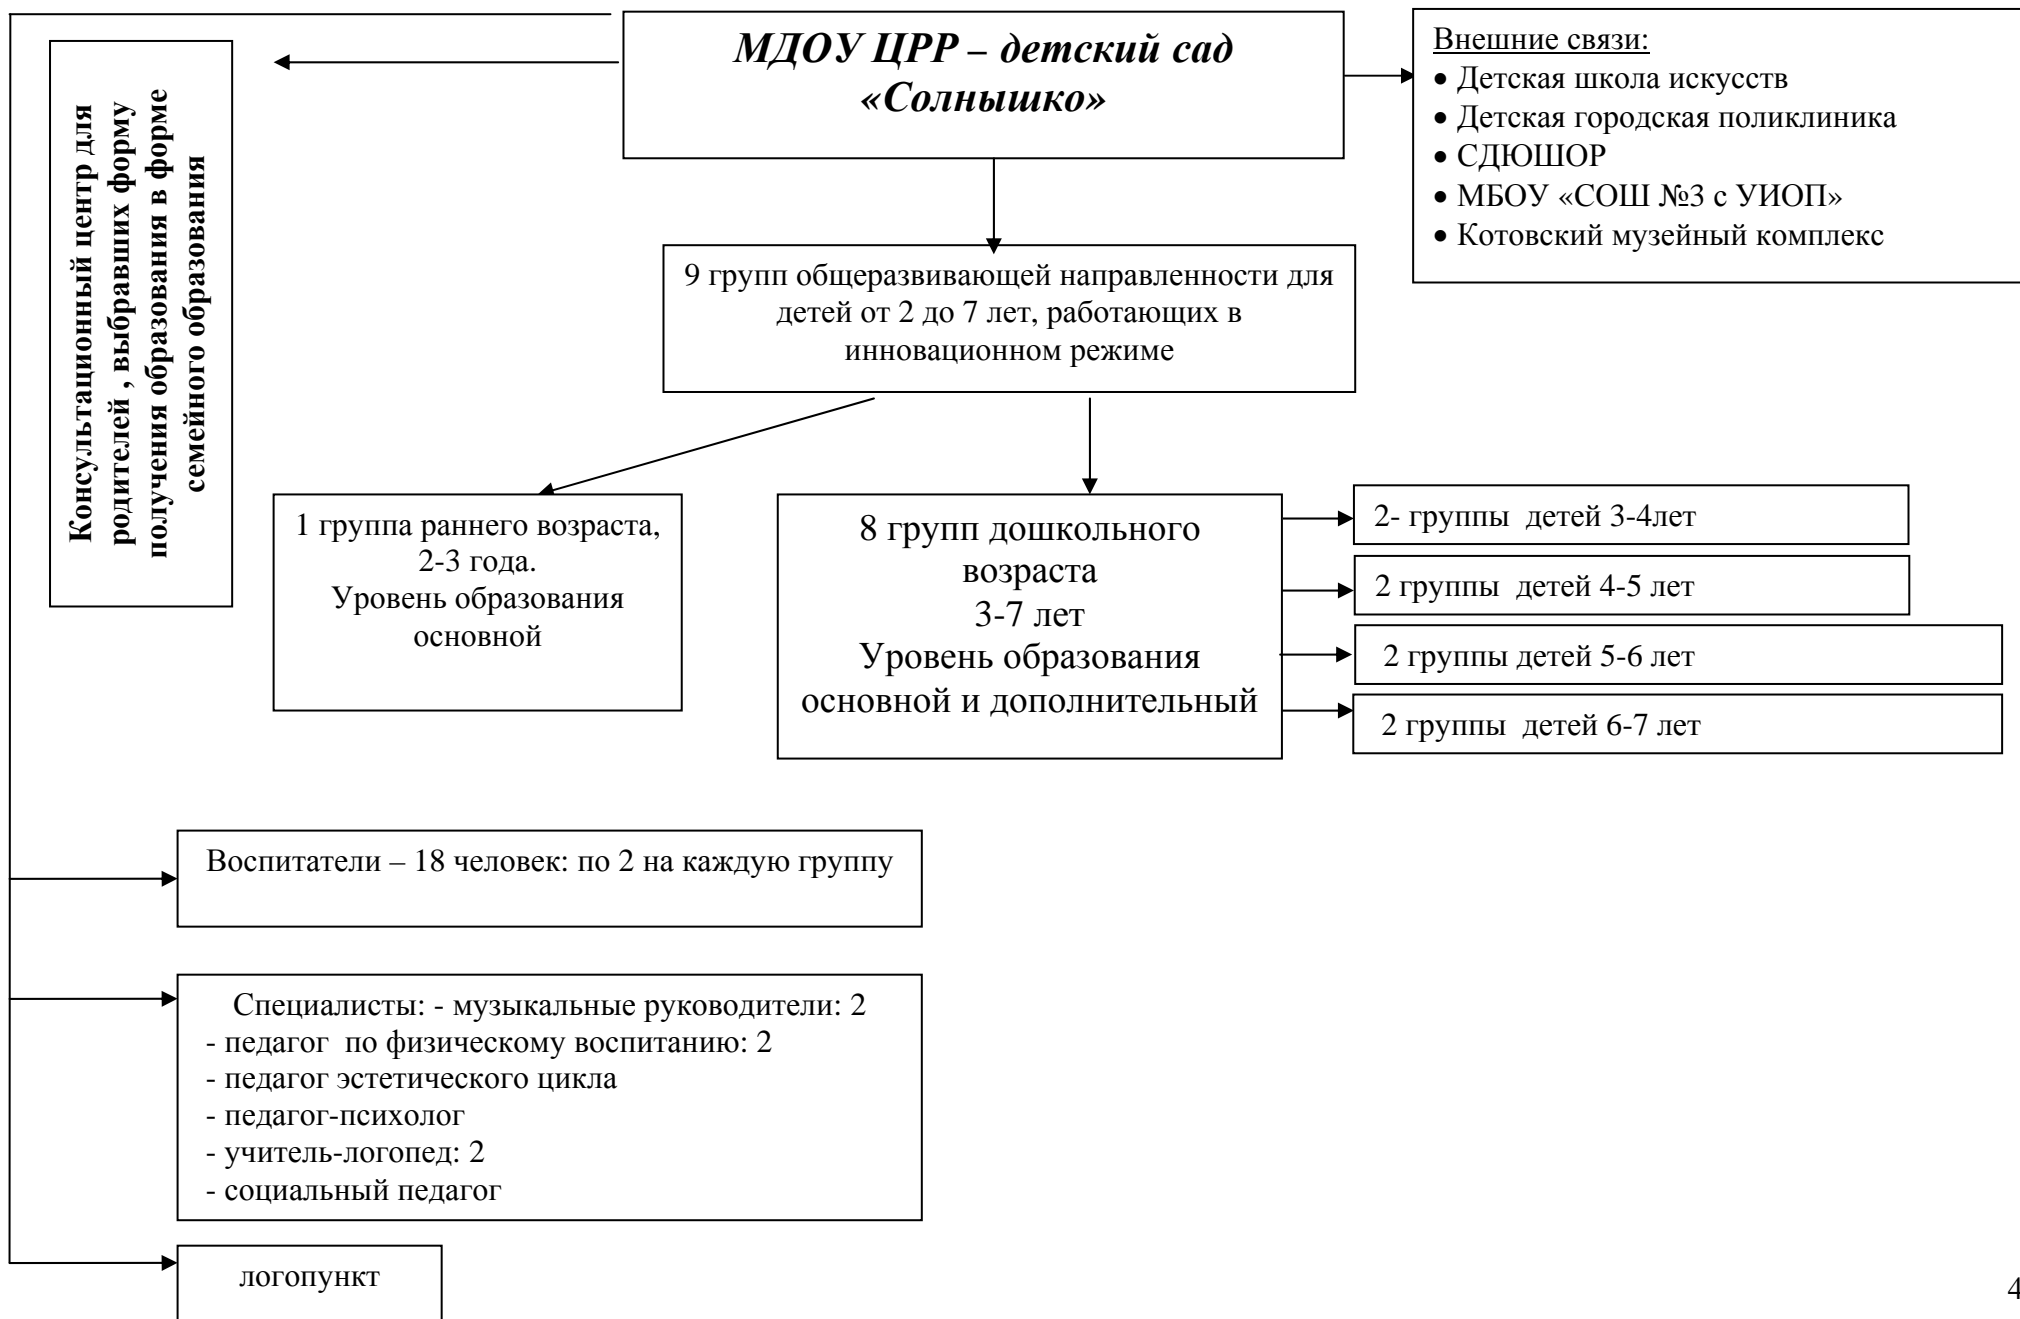 МДОУ ЦРР – детский сад
«Солнышко»
Внешние связи:
• Детская школа искусств
• Детская городская поликлиника
• СДЮШОР
• МБОУ «СОШ №3 с УИОП»
• Котовский музейный комплекс
Консультационный центр для
родителей , выбравших форму
получения образования в форме
семейного образования
9 групп общеразвивающей направленности для
детей от 2 до 7 лет, работающих в
инновационном режиме
1 группа раннего возраста,
2-3 года.
Уровень образования
основной
8 групп дошкольного
возраста
3-7 лет
Уровень образования
основной и дополнительный
2- группы  детей 3-4лет
2 группы  детей 4-5 лет
2 группы детей 5-6 лет
2 группы  детей 6-7 лет
Воспитатели – 18 человек: по 2 на каждую группу
Специалисты: - музыкальные руководители: 2
- педагог  по физическому воспитанию: 2
- педагог эстетического цикла
- педагог-психолог
- учитель-логопед: 2
- социальный педагог
логопункт
4